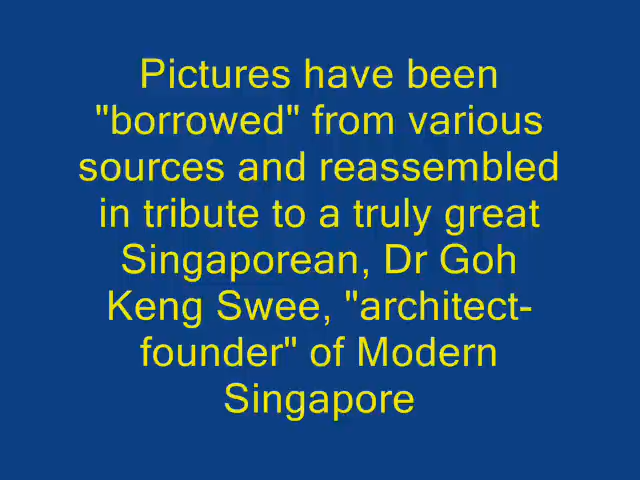 Pictures have been
"borrowed" from various
sources and reassembled
in tribute to a truly great
Singaporean, Dr Goh
Keng Swee, "architect-
founder" of Modern
Singapore